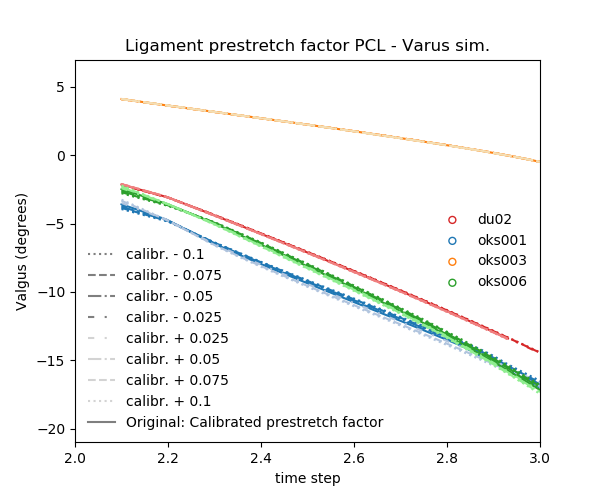 Ligament prestretch factor PCL - Varus sim.
Valgus (degrees)
5
0
−5
−10
−15
−20
2.0
2.2
2.4
2.6
2.8
3.0
time step
du02
oks001
oks003
oks006
calibr. - 0.1
calibr. - 0.075
calibr. - 0.05
calibr. - 0.025
calibr. + 0.025
calibr. + 0.05
calibr. + 0.075
calibr. + 0.1
Original: Calibrated prestretch factor